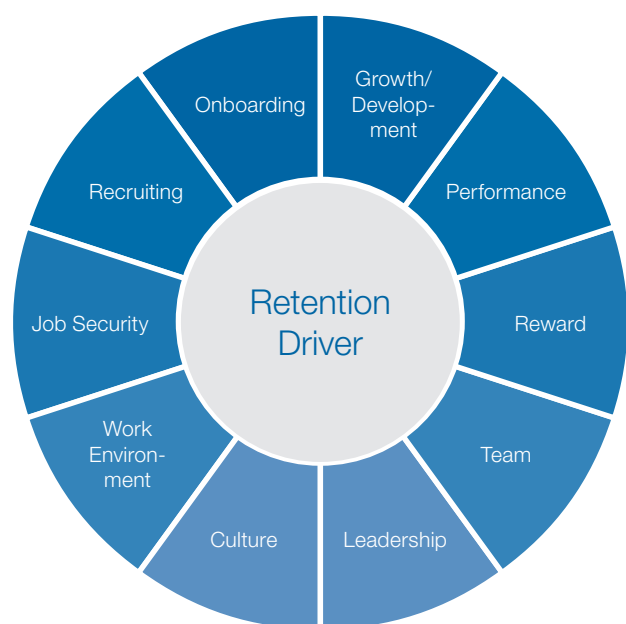 Onboarding
Growth/
Develop-
ment
Recruiting
Performance
Retention
Driver
Job Security
Reward
Work
Environ-
ment
Team
Culture
Leadership